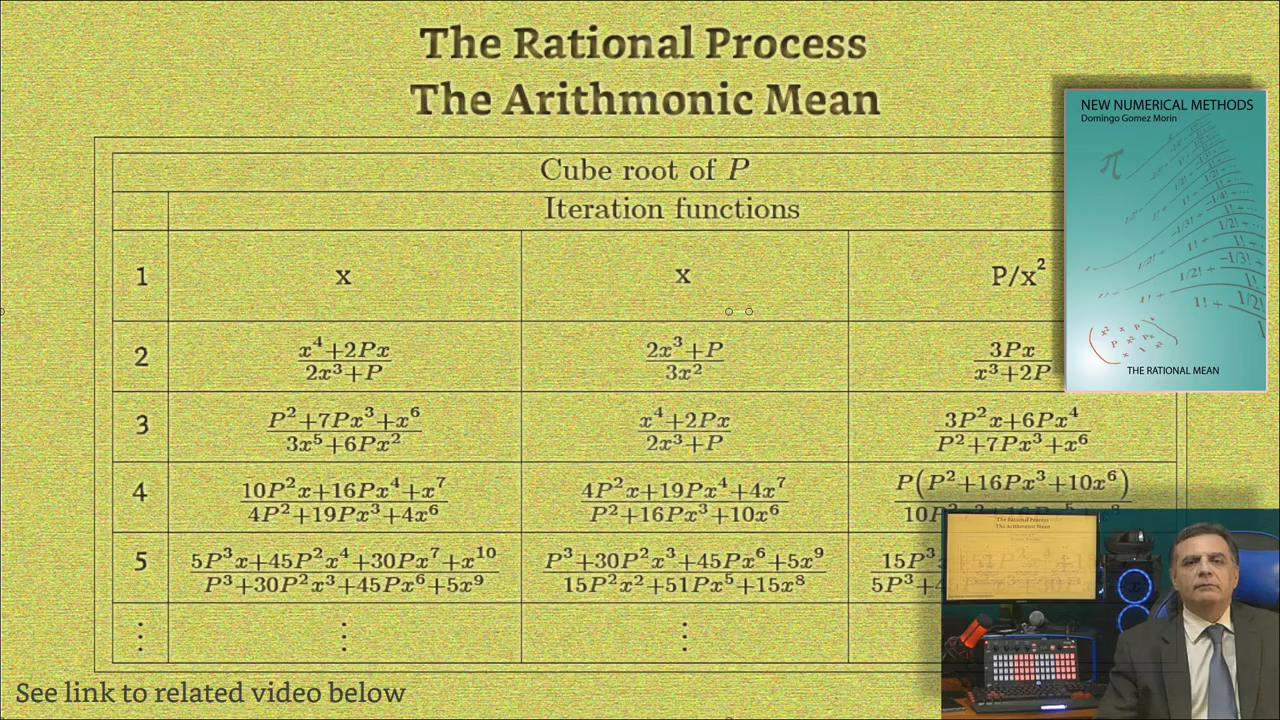 The Rational Process
The Arithmonic Mean
NEW NUMERICAL METHODS
Domingo Gomez Morin
π
THE RATIONAL MEAN
Cube root of P
Iteration functions
1 x x P/x²
2 (x⁴+2Px)/(2x³+P) (2x³+P)/(3x²) 3Px/(x³+2P
3 (P²+7Px³+x⁶)/(3x⁵+6Px²) (x⁴+2Px)/(2x³+P) (3P²x+6Px⁴)/(P²+7Px³+x⁶)
4 (10P²x+16Px⁴+x⁷)/(4P²+19Px³+4x⁶) (4P²x+19Px⁴+4x⁷)/(P²+16Px³+10x⁶) P(P²+16Px³+10x⁶)
5 (5P³x+45P²x⁴+30Px⁷+x¹⁰)/(P³+30P²x³+45Px⁶+5x⁹) (P³+30P²x³+45Px⁶+5x⁹)/(15P²x²+51Px⁵+15x⁸) 15P³
⋮ ⋮ ⋮
See link to related video below